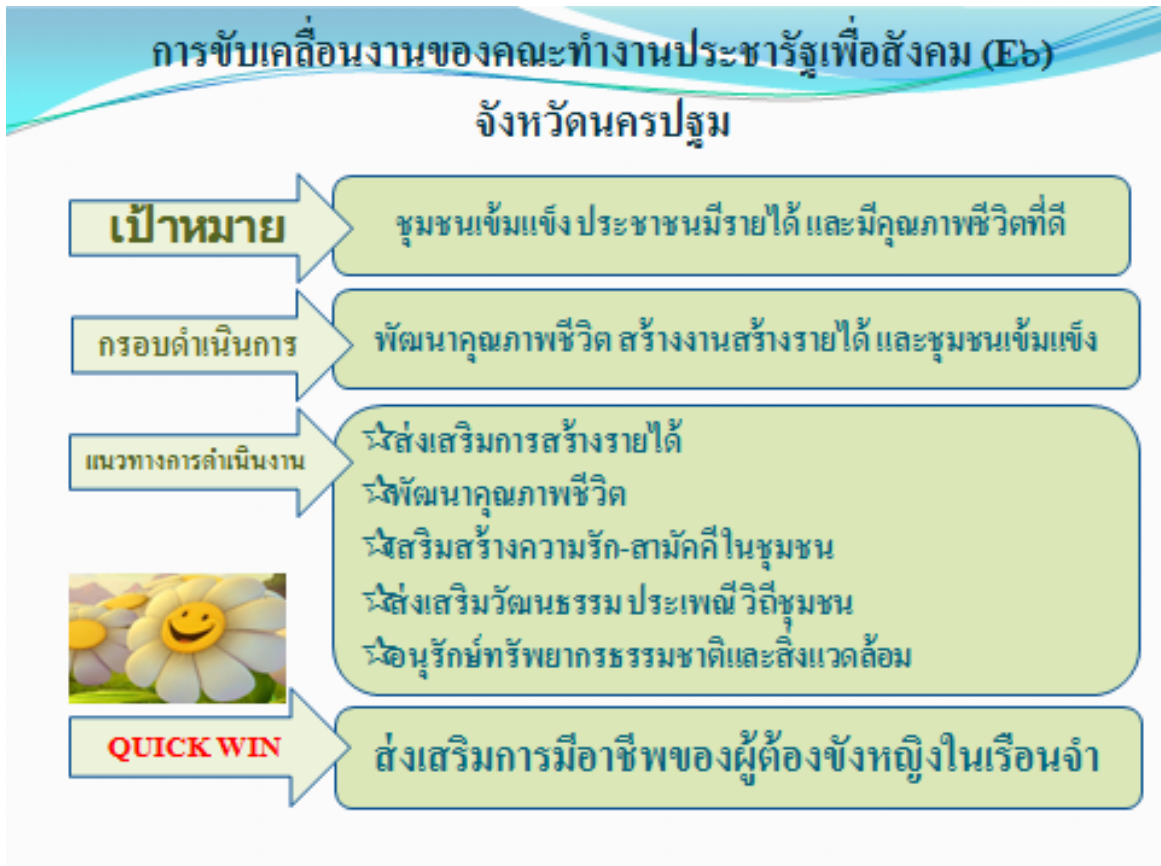 การขับเคลื่อนงานของคณะทำงานประชารัฐเพื่อสังคม (E๖)
จังหวัดนครปฐม
เป้าหมาย
ชุมชนเข้มแข็ง ประชาชนมีรายได้ และมีคุณภาพชีวิตที่ดี
กรอบดำเนินการ
พัฒนาคุณภาพชีวิต สร้างงานสร้างรายได้ และชุมชนเข้มแข็ง
แนวทางการดำเนินงาน
☆ส่งเสริมการสร้างรายได้
☆พัฒนาคุณภาพชีวิต
☆เสริมสร้างความรัก-สามัคคีในชุมชน
☆ส่งเสริมวัฒนธรรม ประเพณี วิถีชุมชน
☆อนุรักษ์ทรัพยากรธรรมชาติและสิ่งแวดล้อม
QUICK WIN
ส่งเสริมการมีอาชีพของผู้ต้องขังหญิงในเรือนจำ